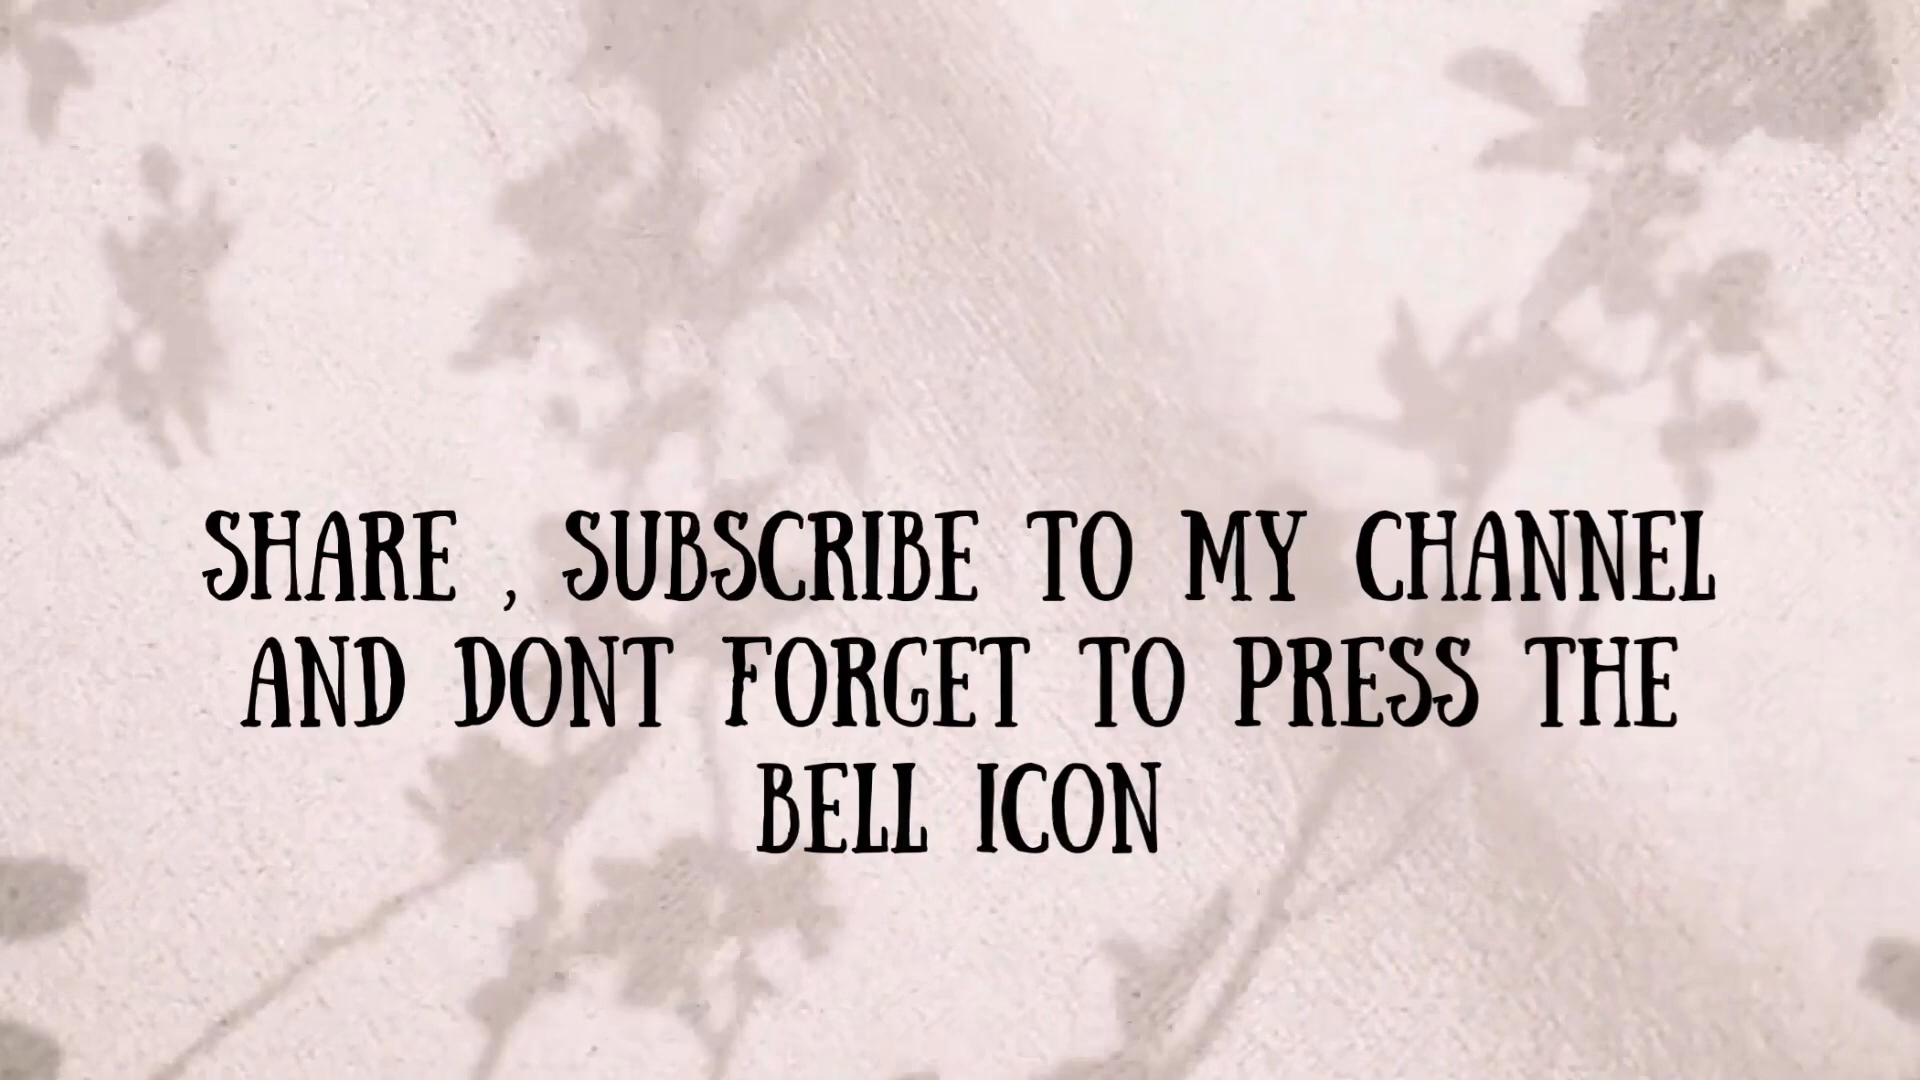 SHARE , SUBSCRIBE TO MY CHANNEL
AND DONT FORGET TO PRESS THE
BELL ICON